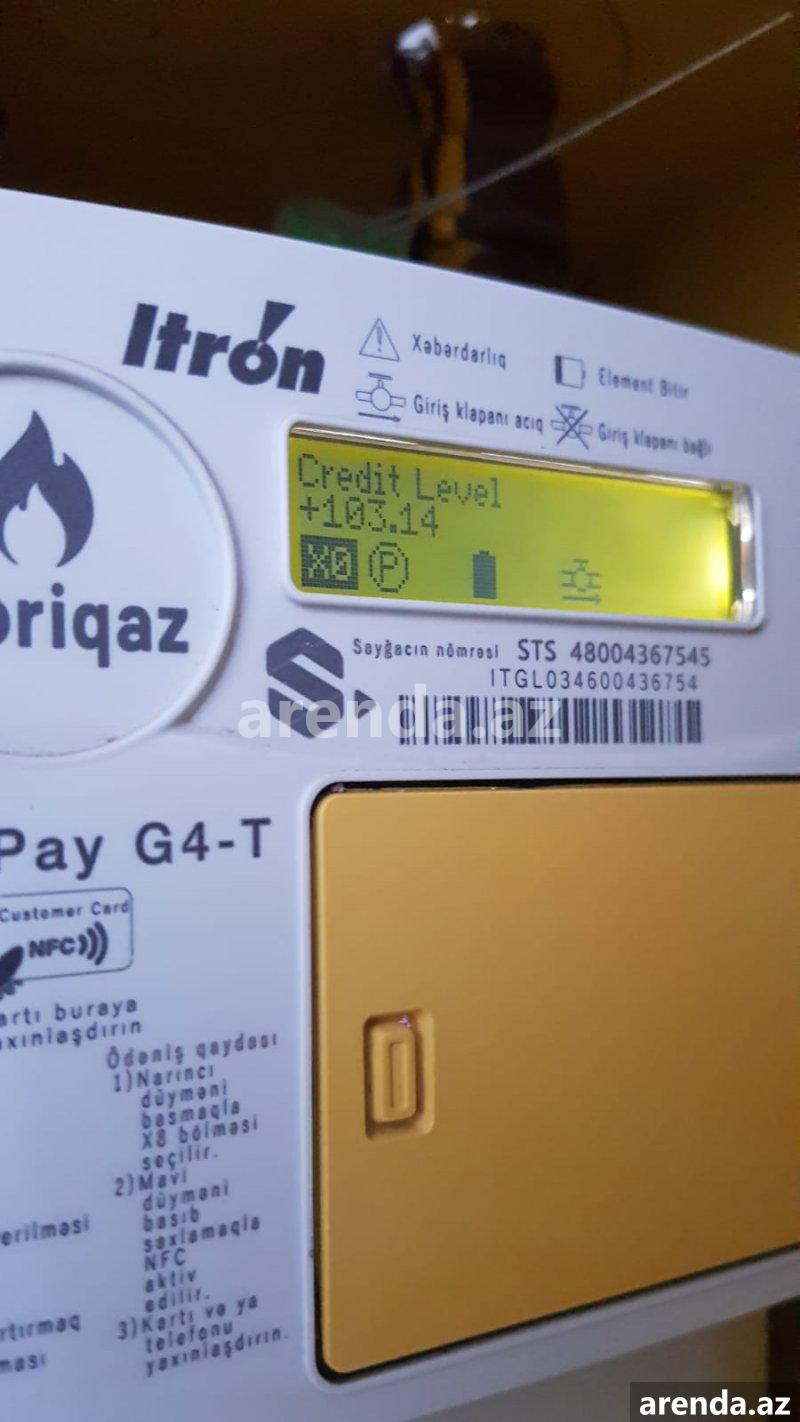 Itrón
Xəbərdarlıq
Element Bitir
Giriş klapanı acıq
Giriş klapanı bağlı
Credit Level
+103.14
X0 P
oriqaz
Sayğacın nömrəsi STS 48004367545
ITGL034600436754
arenda.az
Pay G4-T
Customer Card
NFC
artı buraya
axınlaşdırın
Ödəniş qaydası
1)Narıncı
düyməni
basmaqla
X8 bölməsi
seçilir.
2)Mavi
düyməni
basıb
saxlamaqla
NFC
aktiv
edilir.
erilməsi
3)Kartı və ya
telefonu
yaxınlaşdırın.
rtırmaq
ması
arenda.az